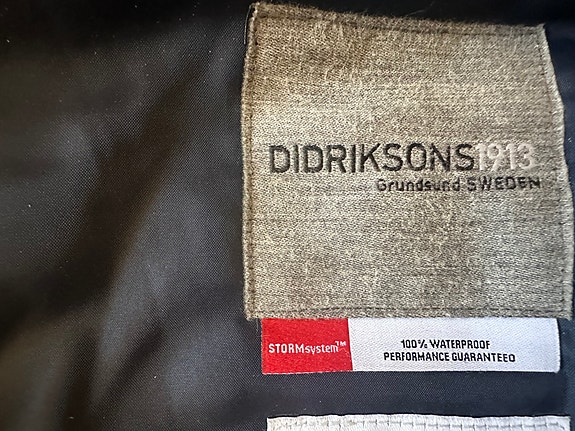 DIDRIKSONS1913
Grundsund SWEDEN
STORMsystem™
100% WATERPROOF
PERFORMANCE GUARANTEED